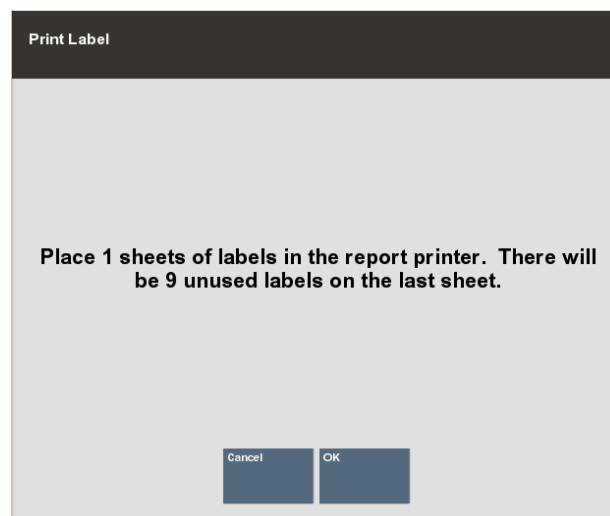 Print Label
Place 1 sheets of labels in the report printer.  There will
be 9 unused labels on the last sheet.
Cancel
OK